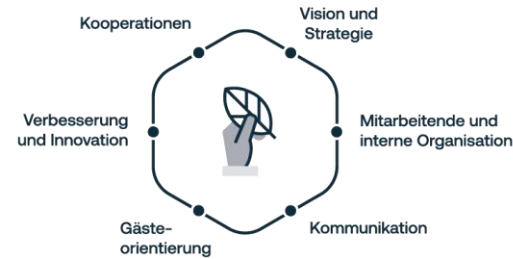 Kooperationen
Vision und
Strategie
Verbesserung
und Innovation
Mitarbeitende und
interne Organisation
Gäste-
orientierung
Kommunikation